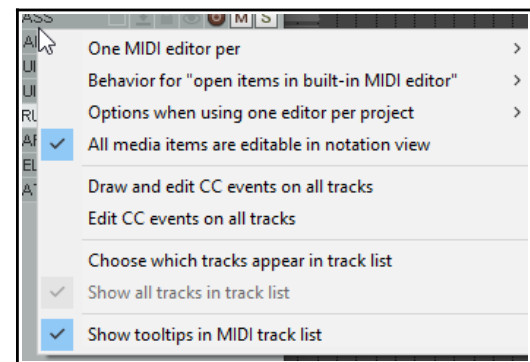 ASS M S
One MIDI editor per
Behavior for "open items in built-in MIDI editor"
Options when using one editor per project
All media items are editable in notation view
Draw and edit CC events on all tracks
Edit CC events on all tracks
Choose which tracks appear in track list
Show all tracks in track list
Show tooltips in MIDI track list